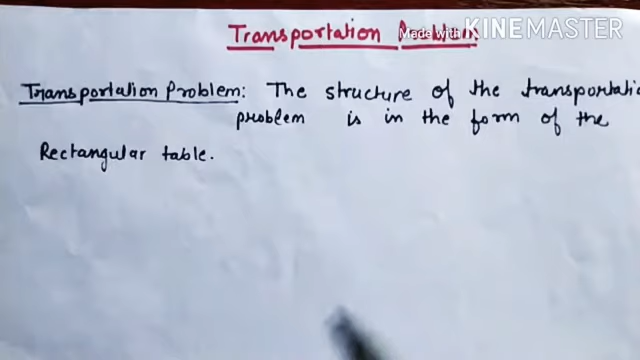 Transportation Problem
Made with KINEMASTER
Transportation Problem: The structure of the transportatio
problem is in the form of the
Rectangular table.